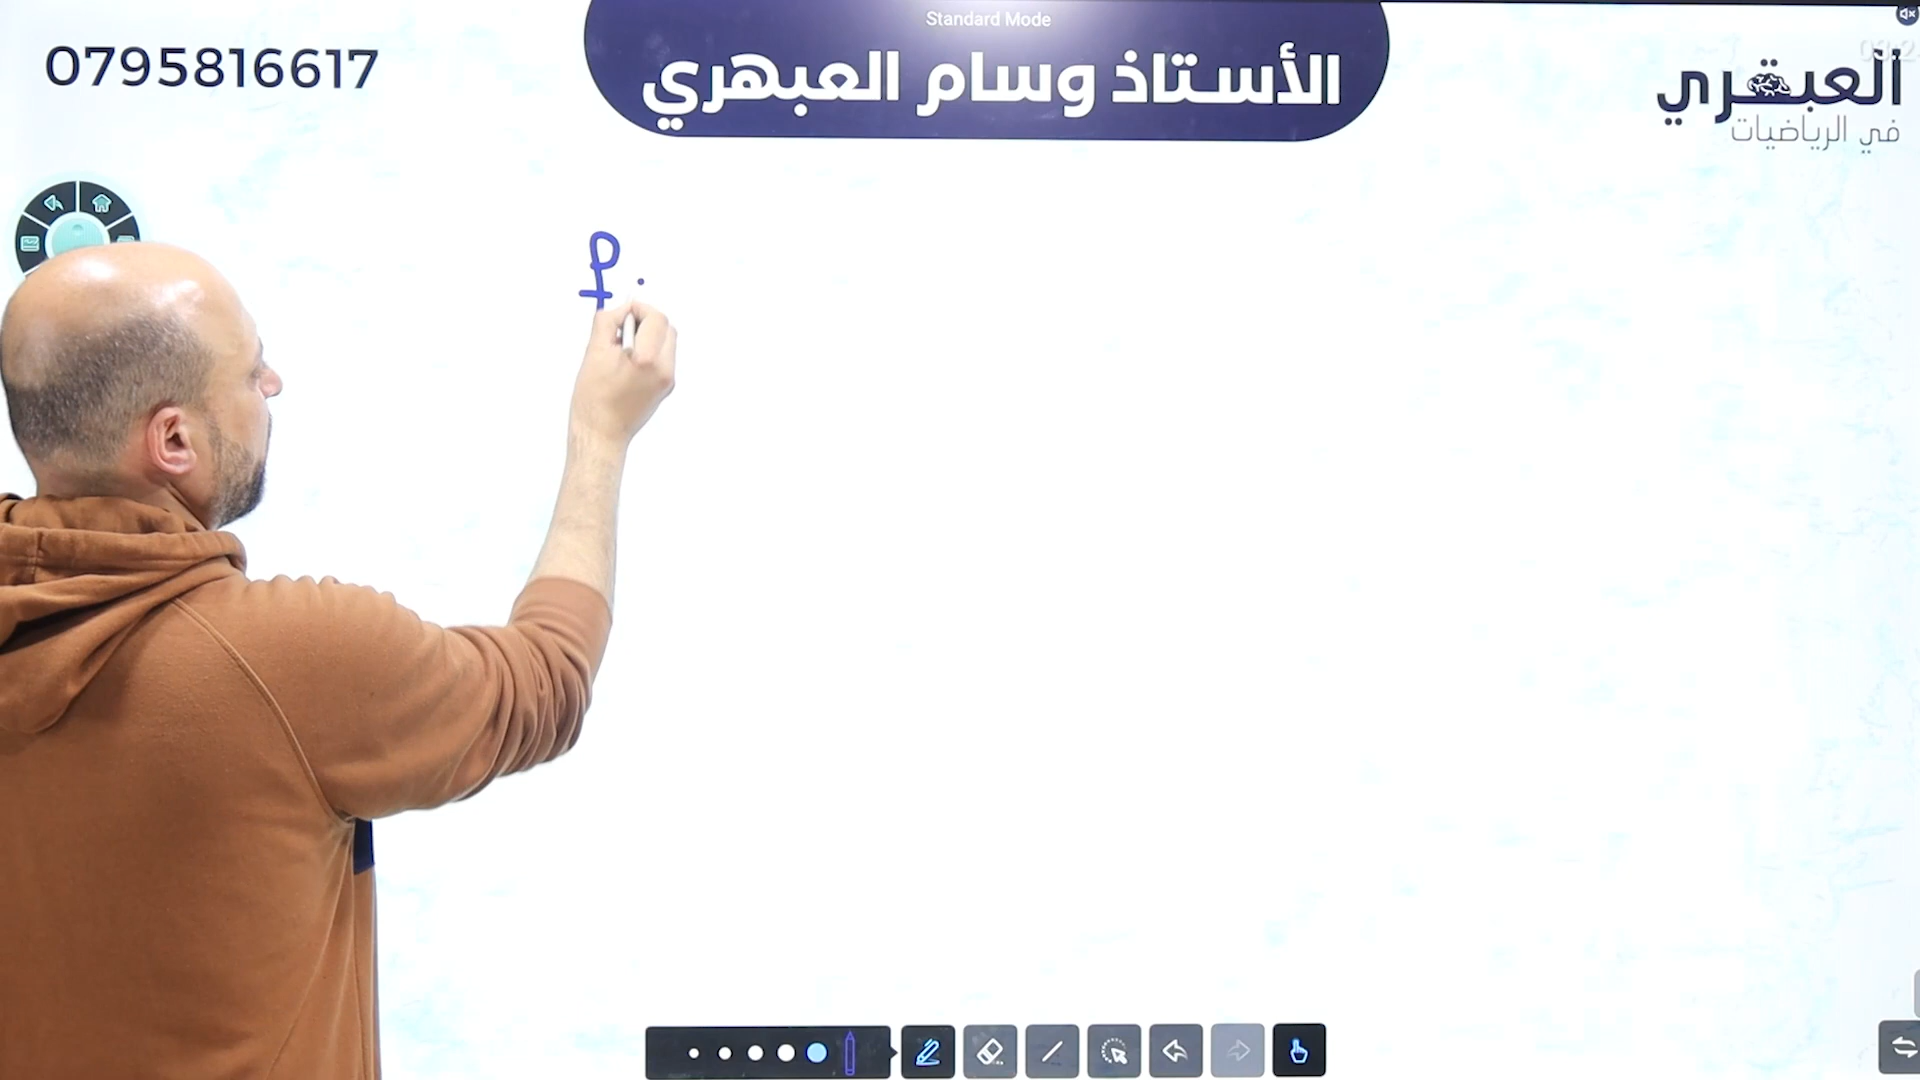 Standard Mode
0795816617
الأستاذ وسام العبهري
العبقري
في الرياضيات
f